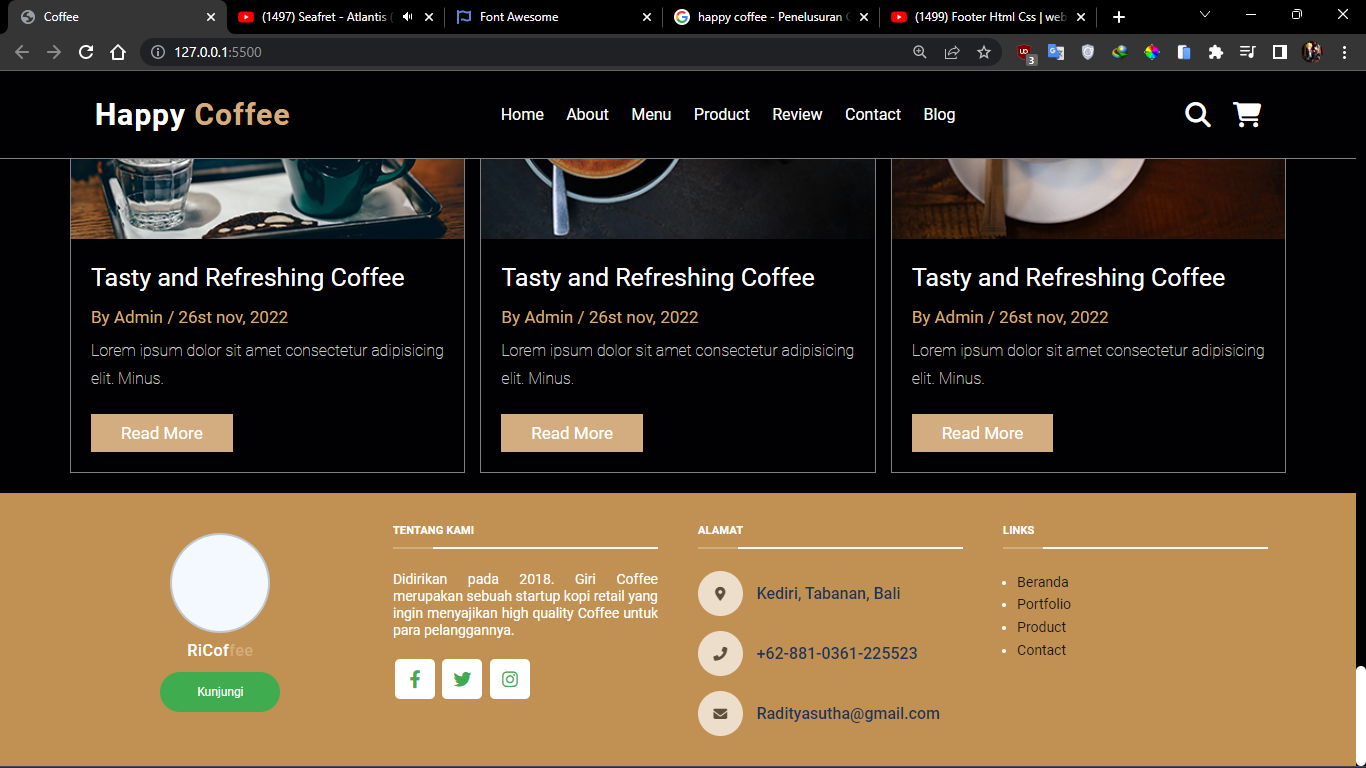 Coffee
(1497) Seafret - Atlantis
Font Awesome
happy coffee - Penelusuran
(1499) Footer Html Css | web
127.0.0.1:5500
3
Happy Coffee
Home About Menu Product Review Contact Blog
Tasty and Refreshing Coffee
By Admin / 26st nov, 2022
Lorem ipsum dolor sit amet consectetur adipisicing
elit. Minus.
Read More
Tasty and Refreshing Coffee
By Admin / 26st nov, 2022
Lorem ipsum dolor sit amet consectetur adipisicing
elit. Minus.
Read More
Tasty and Refreshing Coffee
By Admin / 26st nov, 2022
Lorem ipsum dolor sit amet consectetur adipisicing
elit. Minus.
Read More
RiCoffee
Kunjungi
TENTANG KAMI
Didirikan pada 2018. Giri Coffee
merupakan sebuah startup kopi retail yang
ingin menyajikan high quality Coffee untuk
para pelanggannya.
ALAMAT
Kediri, Tabanan, Bali
+62-881-0361-225523
Radityasutha@gmail.com
LINKS
Beranda
Portfolio
Product
Contact